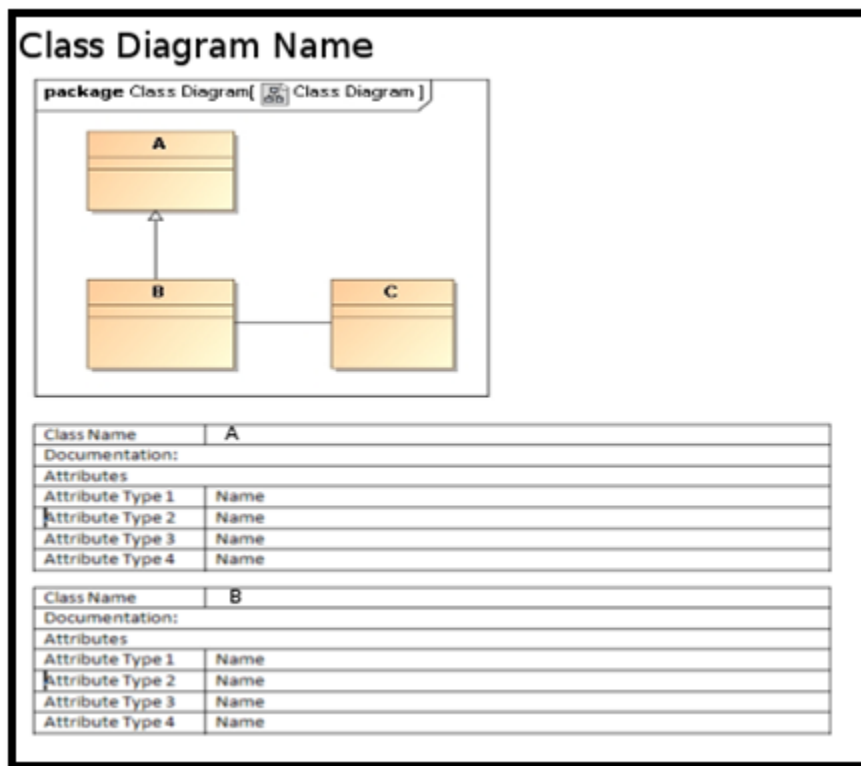 Class Diagram Name
package Class Diagram[ Class Diagram ]
A
B C
Class Name A
Documentation:
Attributes
Attribute Type 1 Name
Attribute Type 2 Name
Attribute Type 3 Name
Attribute Type 4 Name
Class Name B
Documentation:
Attributes
Attribute Type 1 Name
Attribute Type 2 Name
Attribute Type 3 Name
Attribute Type 4 Name